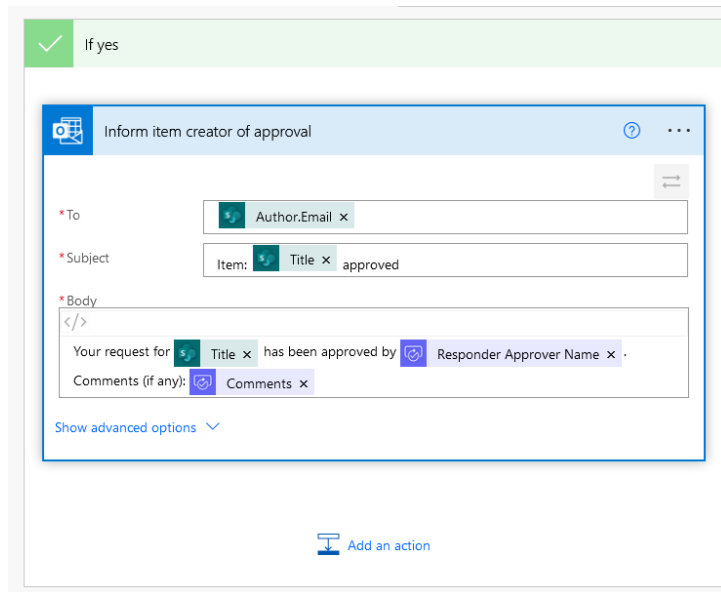 If yes
Inform item creator of approval
*To Author.Email ×
*Subject Item: Title × approved
*Body
</>
Your request for Title × has been approved by Responder Approver Name × .
Comments (if any): Comments ×
Show advanced options
Add an action